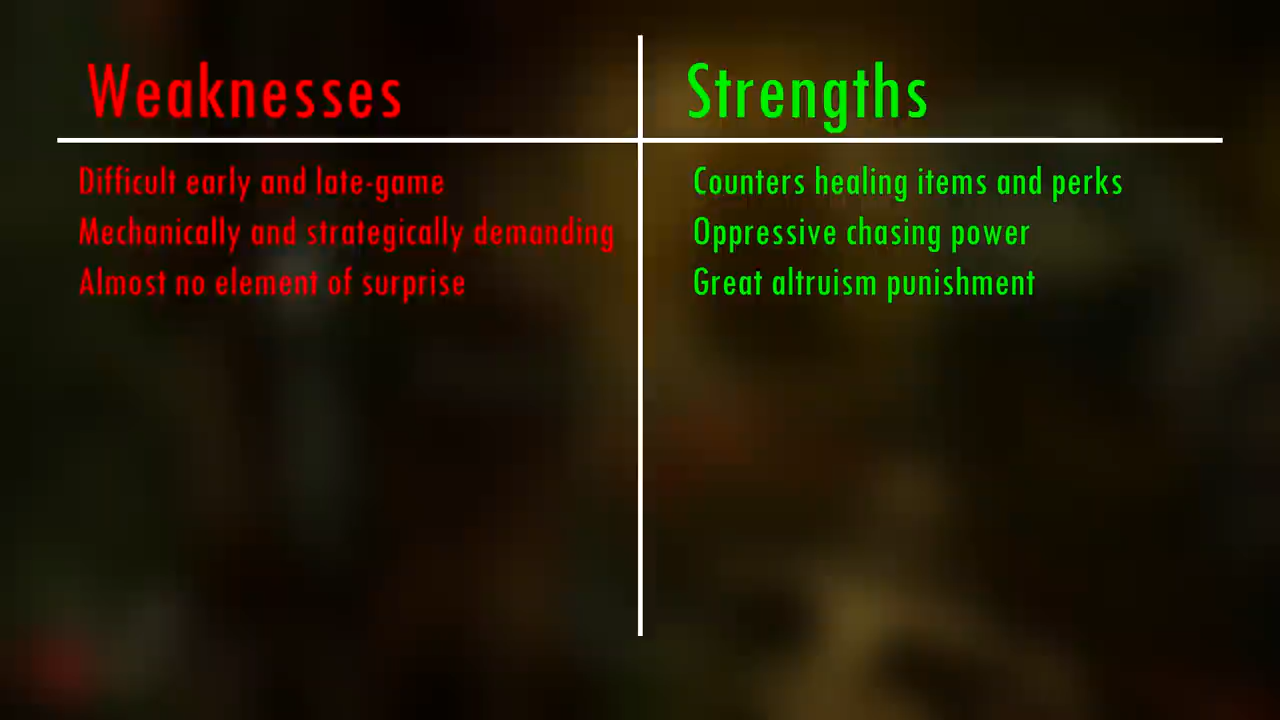 Weaknesses
Difficult early and late-game
Mechanically and strategically demanding
Almost no element of surprise
Strengths
Counters healing items and perks
Oppressive chasing power
Great altruism punishment